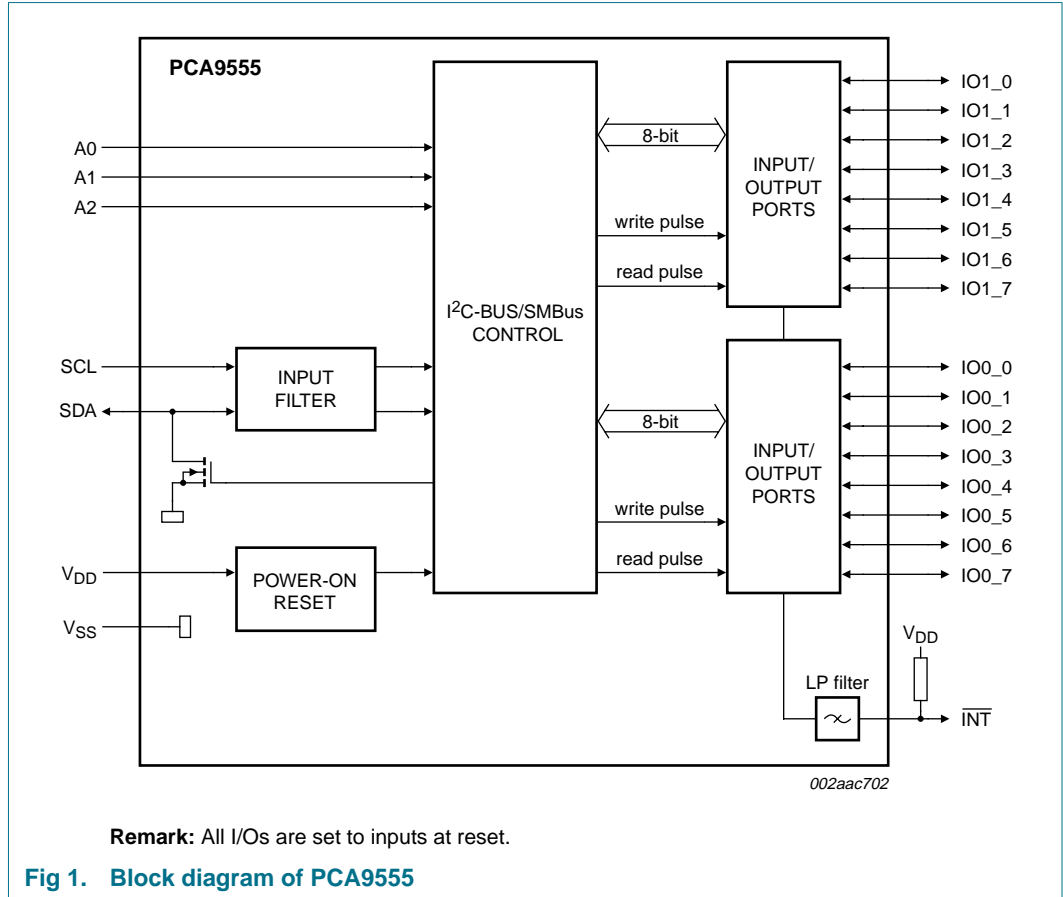 PCA9555
A0
A1
A2
SCL
SDA
VDD
VSS
INPUT
FILTER
POWER-ON
RESET
I2C-BUS/SMBus
CONTROL
8-bit
write pulse
read pulse
8-bit
write pulse
read pulse
INPUT/
OUTPUT
PORTS
INPUT/
OUTPUT
PORTS
IO1_0
IO1_1
IO1_2
IO1_3
IO1_4
IO1_5
IO1_6
IO1_7
IO0_0
IO0_1
IO0_2
IO0_3
IO0_4
IO0_5
IO0_6
IO0_7
VDD
LP filter
INT
002aac702
Remark: All I/Os are set to inputs at reset.
Fig 1. Block diagram of PCA9555